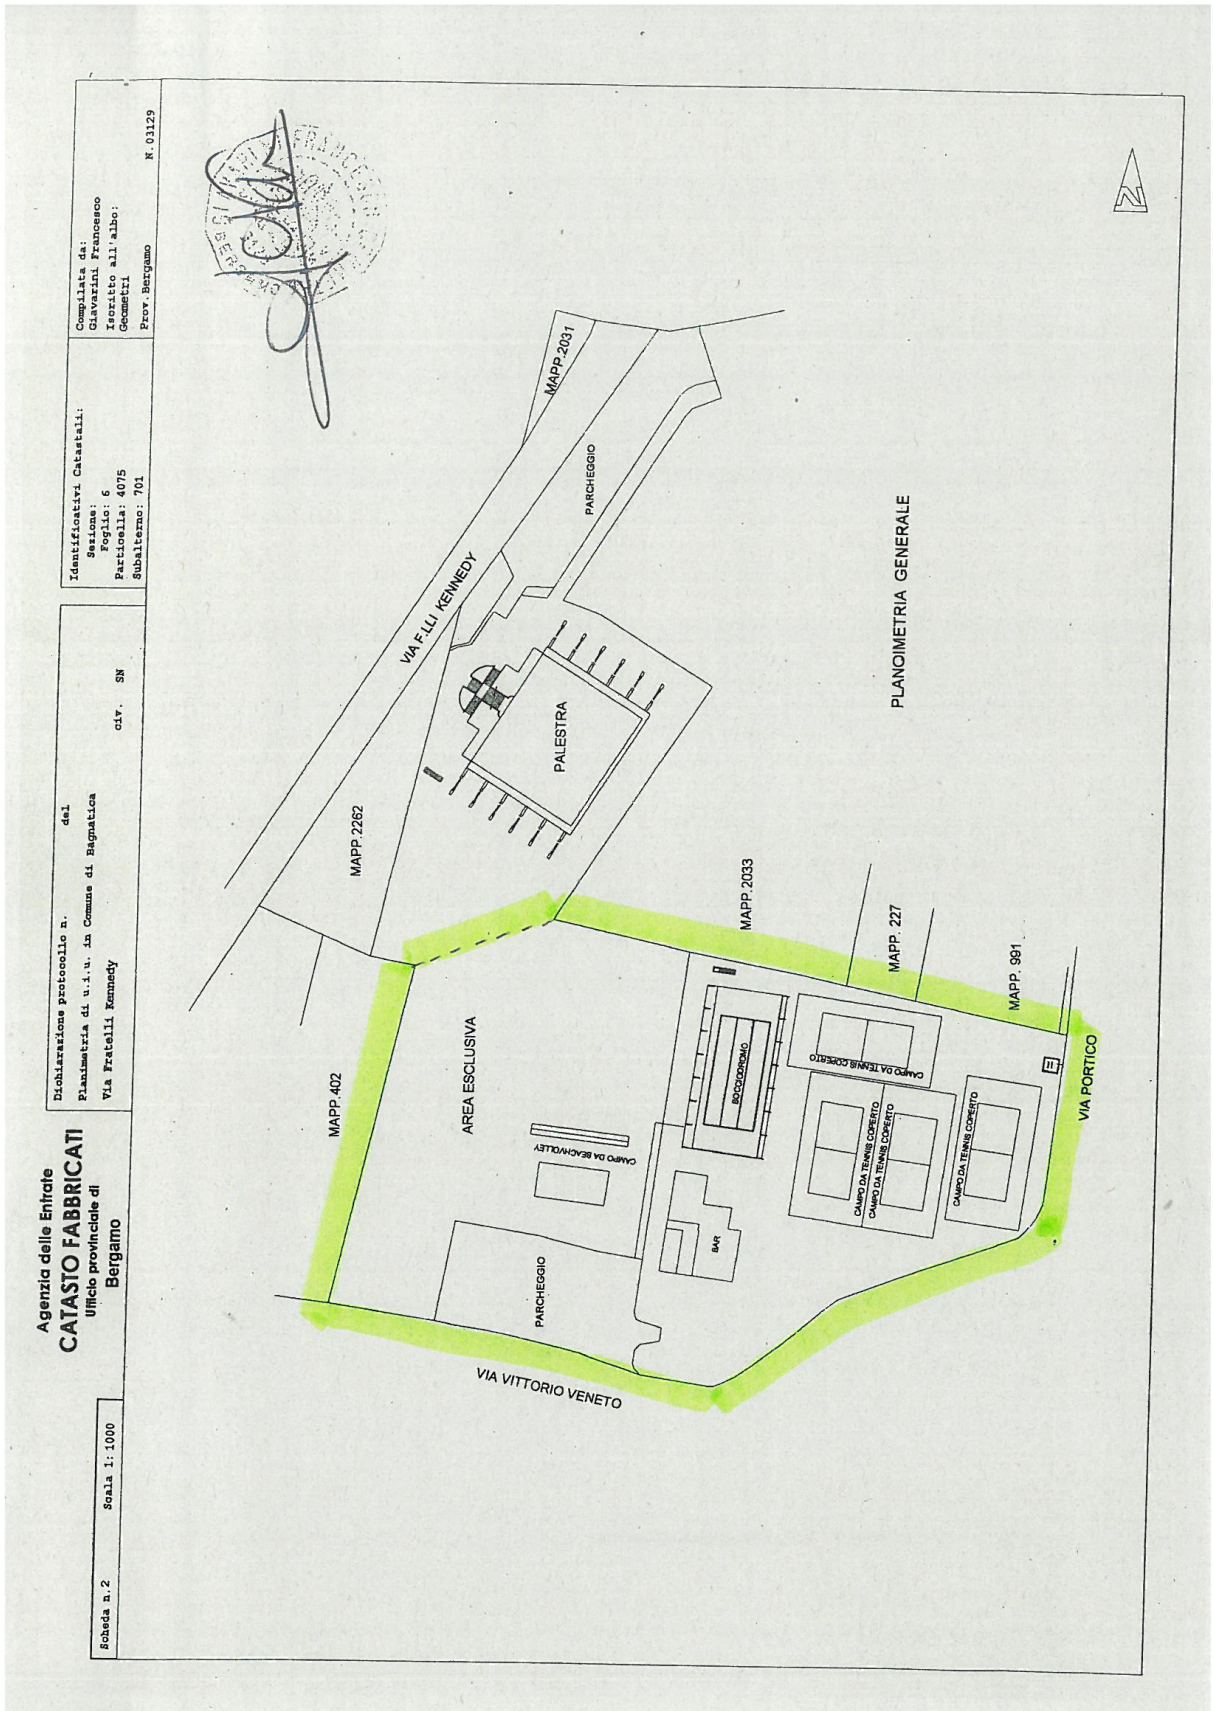 Agenzia delle Entrate
CATASTO FABBRICATI
Ufficio provinciale di
Bergamo
Dichiarazione protocollo n. del
Planimetria di u.i.u. in Comune di Bagnatica
Via Fratelli Kennedy civ. SN
Identificativi Catastali:
Sezione:
Foglio: 6
Particella: 4075
Subalterno: 701
Compilata da:
Giavarini Francesco
Iscritto all'albo:
Geometri
Prov. Bergamo N. 03129
Scheda n.2 Scala 1: 1000
FRANCESCO
MAPP.2031
VIA F.LLI KENNEDY
PARCHEGGIO
MAPP.2262
PALESTRA
MAPP.402
AREA ESCLUSIVA
MAPP.2033
MAPP. 227
MAPP. 991
CAMPO DA BEACHVOLLEY
BOCCIODROMO
CAMPO DA TENNIS COPERTO
CAMPO DA TENNIS COPERTO
CAMPO DA TENNIS COPERTO
CAMPO DA TENNIS COPERTO
BAR
PARCHEGGIO
VIA VITTORIO VENETO
VIA PORTICO
PLANOIMETRIA GENERALE
N